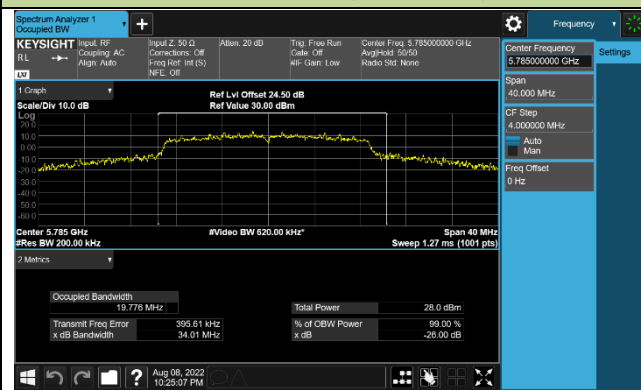 Spectrum Analyzer 1
Occupied BW
Frequency
KEYSIGHT
RL
LXI
Input: RF
Coupling: AC
Align: Auto
Input Z: 50 Ω
Corrections: Off
Freq Ref: Int (S)
NFE: Off
Atten: 20 dB
Trig: Free Run
Gate: Off
#IF Gain: Low
Center Freq: 5.785000000 GHz
Avg|Hold: 50/50
Radio Std: None
Center Frequency
5.785000000 GHz
Settings
Span
40.000 MHz
CF Step
4.000000 MHz
Auto
Man
Freq Offset
0 Hz
1 Graph
Scale/Div 10.0 dB
Ref Lvl Offset 24.50 dB
Ref Value 30.00 dBm
Log
20.0
10.0
0.00
-10.0
-20.0
-30.0
-40.0
-50.0
-60.0
Center 5.785 GHz
#Res BW 200.00 kHz
#Video BW 620.00 kHz*
Span 40 MHz
Sweep 1.27 ms (1001 pts)
2 Metrics
Occupied Bandwidth
19.776 MHz
Total Power 28.0 dBm
Transmit Freq Error 395.61 kHz
% of OBW Power 99.00 %
x dB Bandwidth 34.01 MHz
x dB -26.00 dB
Aug 08, 2022
10:25:07 PM